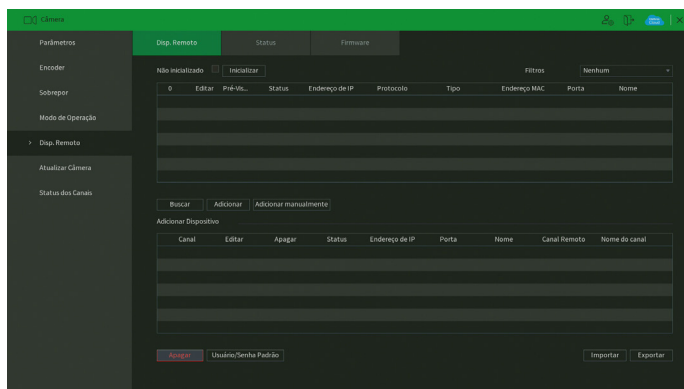 Câmera
Parâmetros
Encoder
Sobrepor
Modo de Operação
> Disp. Remoto
Atualizar Câmera
Status dos Canais
Disp. Remoto Status Firmware
Não inicializado Inicializar Filtros Nenhum
0 Editar Pré-Vis... Status Endereço de IP Protocolo Tipo Endereço MAC Porta Nome
Buscar Adicionar Adicionar manualmente
Adicionar Dispositivo
Canal Editar Apagar Status Endereço de IP Porta Nome Canal Remoto Nome do canal
Apagar Usuário/Senha Padrão Importar Exportar